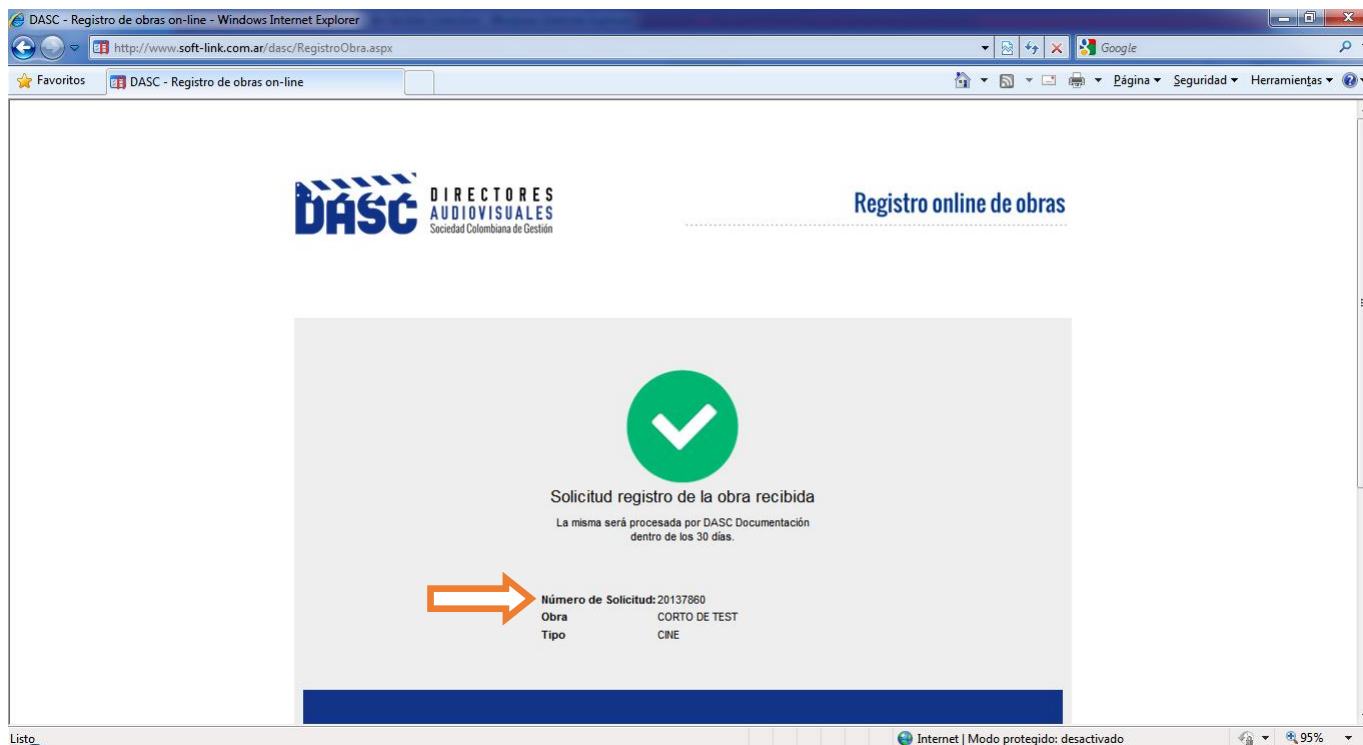 DASC - Registro de obras on-line - Windows Internet Explorer
http://www.soft-link.com.ar/dasc/RegistroObra.aspx
Google
Favoritos
DASC - Registro de obras on-line
Página
Seguridad
Herramientas
DASC
DIRECTORES
AUDIOVISUALES
Sociedad Colombiana de Gestión
Registro online de obras
Solicitud registro de la obra recibida
La misma será procesada por DASC Documentación
dentro de los 30 días.
Número de Solicitud: 20137860
Obra CORTO DE TEST
Tipo CINE
Listo
Internet | Modo protegido: desactivado
95%